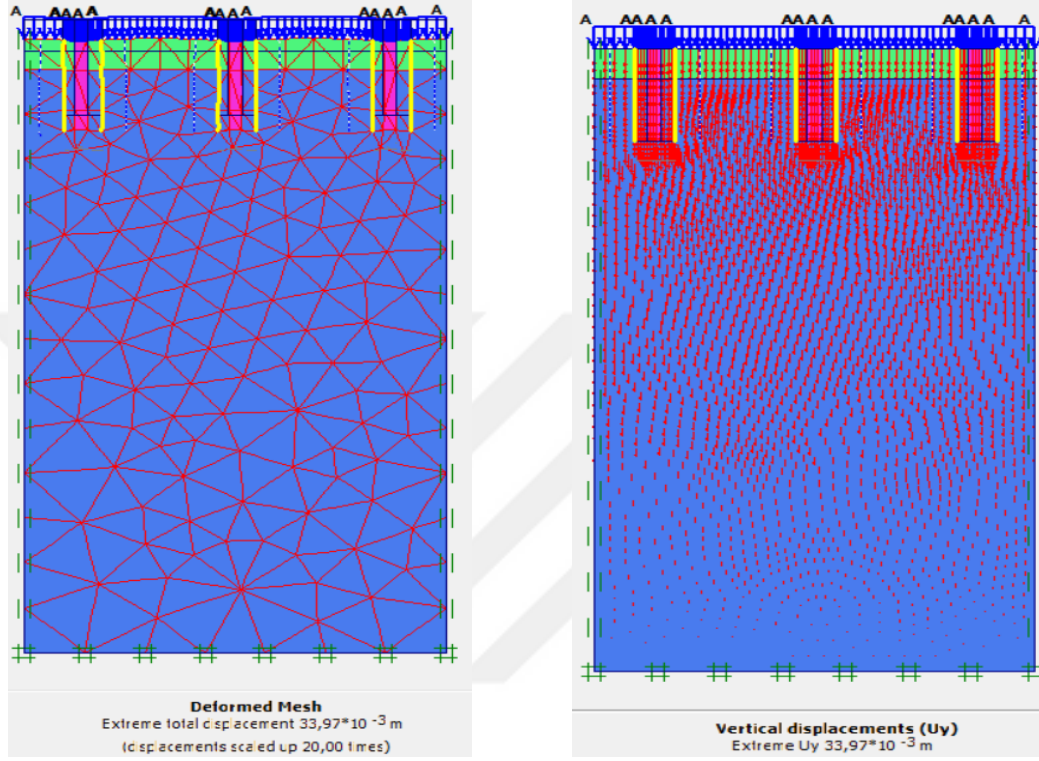 A AAAA AAAA AAAA A
Deformed Mesh
Extreme total displacement 33,97*10 -3 m
(displacements scaled up 20,00 times)
A AAAA AAAA AAAA A
Vertical displacements (Uy)
Extreme Uy 33,97*10 -3 m